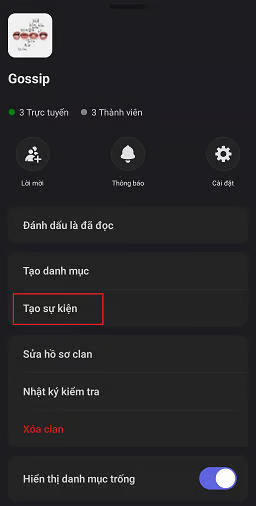 Gossip
3 Trực tuyến 3 Thành viên
Lời mời Thông báo Cài đặt
Đánh dấu là đã đọc
Tạo danh mục
Tạo sự kiện
Sửa hồ sơ clan
Nhật ký kiểm tra
Xóa clan
Hiển thị danh mục trống